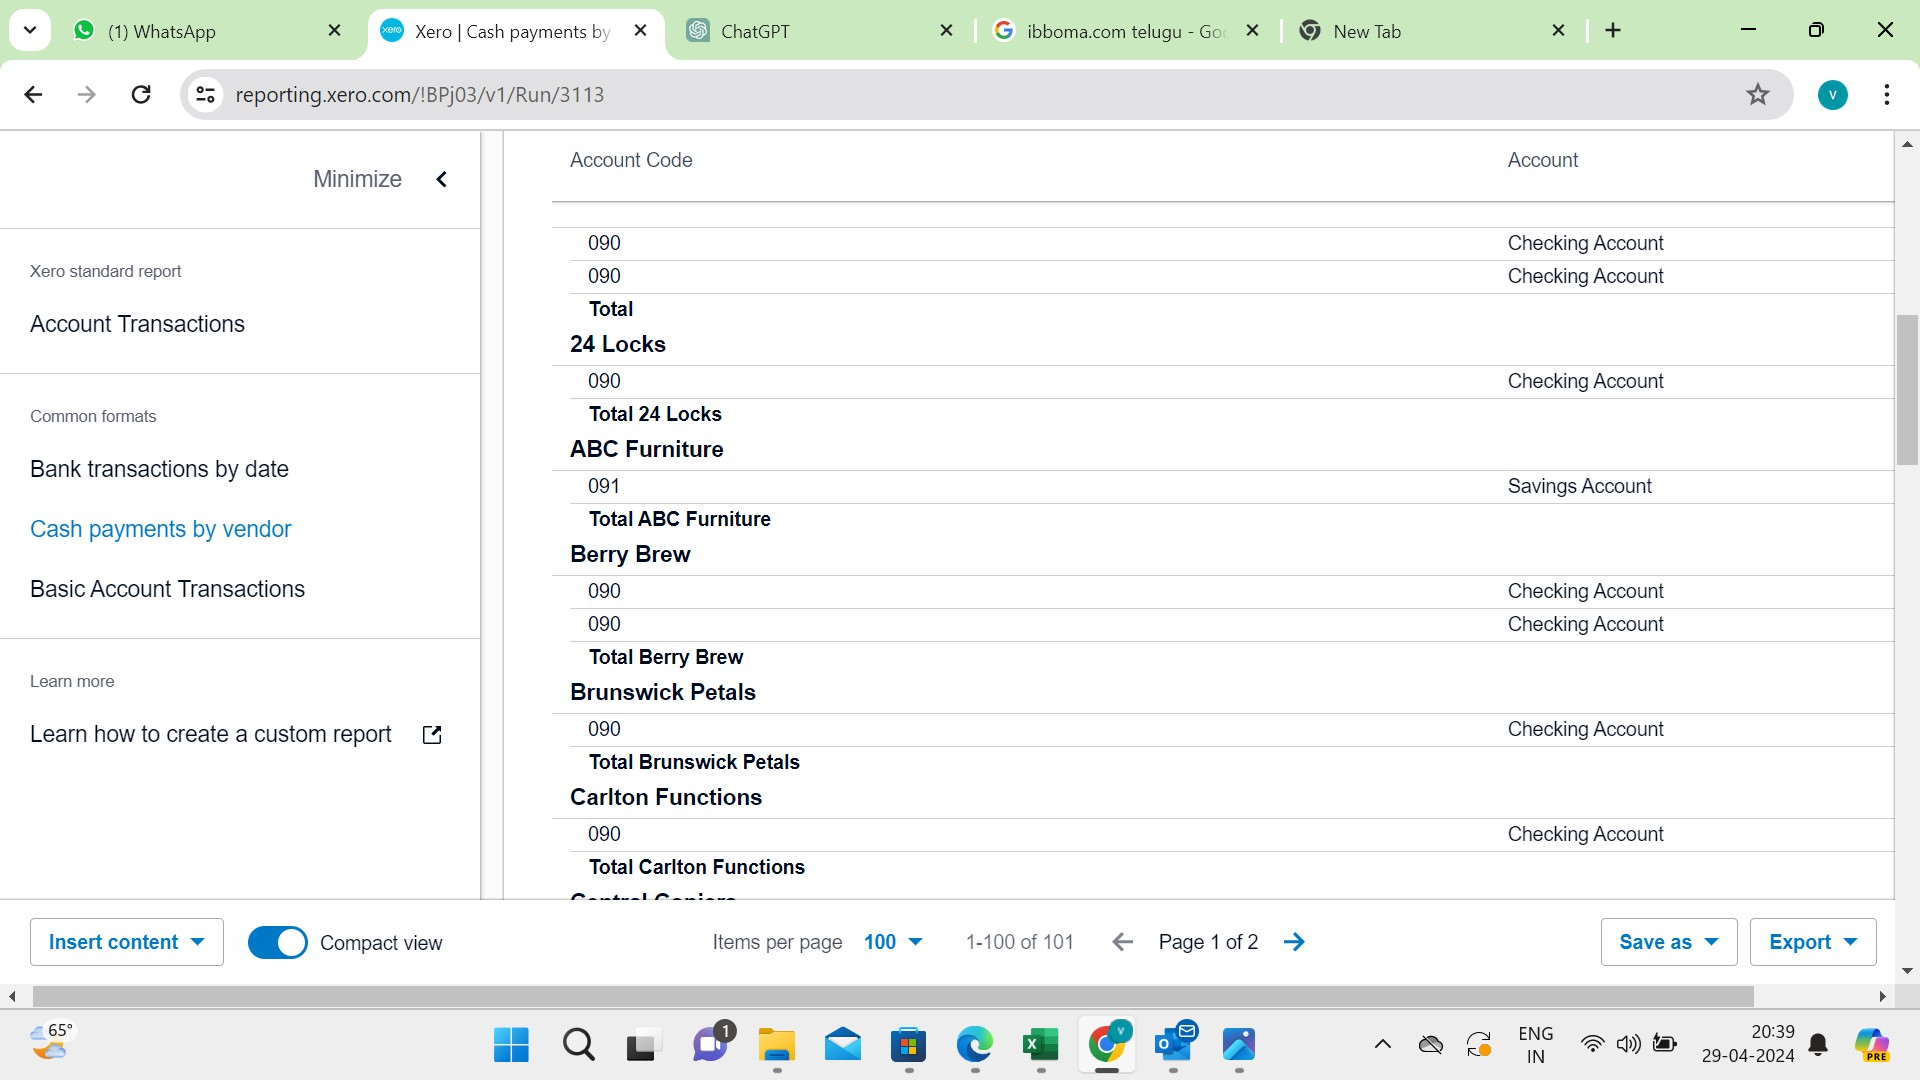 (1) WhatsApp
Xero | Cash payments by
ChatGPT
ibboma.com telugu - Go
New Tab
reporting.xero.com/!BPj03/v1/Run/3113
V
Minimize
Xero standard report
Account Transactions
Common formats
Bank transactions by date
Cash payments by vendor
Basic Account Transactions
Learn more
Learn how to create a custom report
Account Code Account
090 Checking Account
090 Checking Account
Total
24 Locks
090 Checking Account
Total 24 Locks
ABC Furniture
091 Savings Account
Total ABC Furniture
Berry Brew
090 Checking Account
090 Checking Account
Total Berry Brew
Brunswick Petals
090 Checking Account
Total Brunswick Petals
Carlton Functions
090 Checking Account
Total Carlton Functions
Central Copiers
Insert content Compact view Items per page 100 1-100 of 101 Page 1 of 2 Save as Export
65°
1
V
ENG
IN
20:39
29-04-2024
PRE